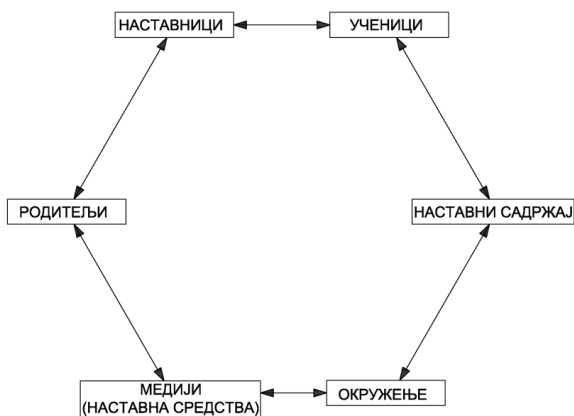 НАСТАВНИЦИ
УЧЕНИЦИ
РОДИТЕЉИ
НАСТАВНИ САДРЖАЈ
МЕДИЈИ
(НАСТАВНА СРЕДСТВА)
ОКРУЖЕЊЕ